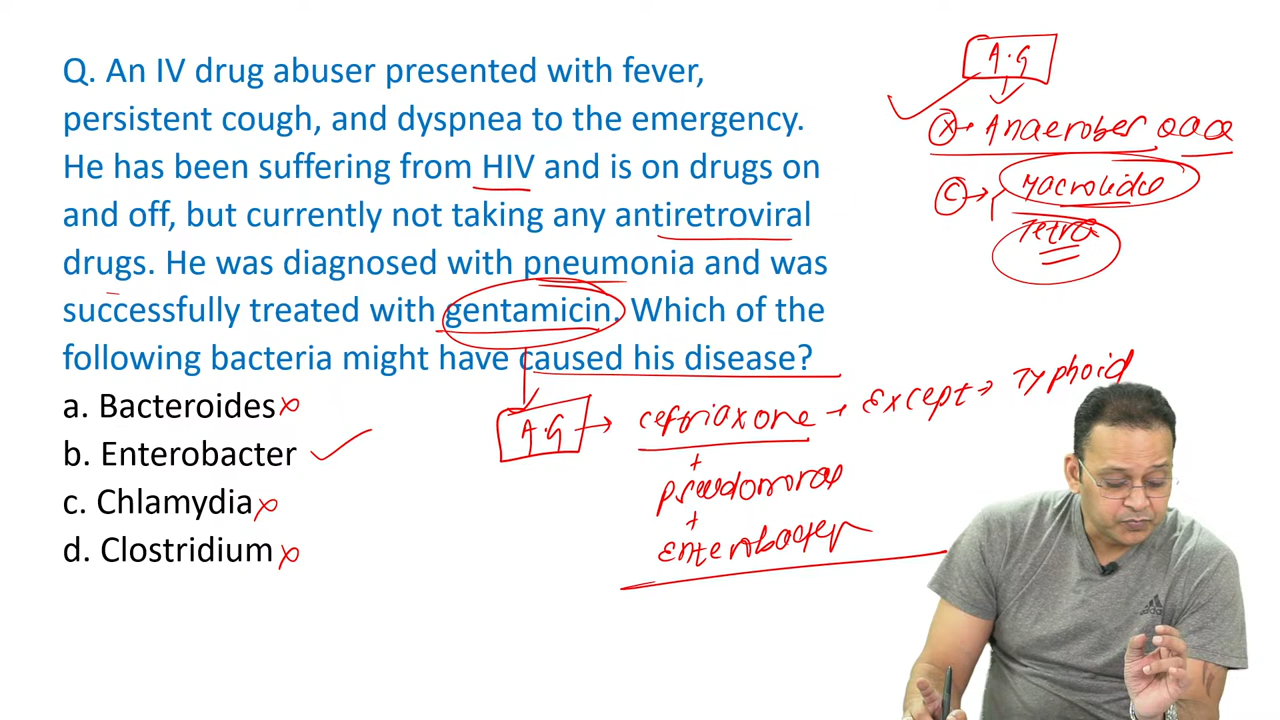 Q. An IV drug abuser presented with fever,
persistent cough, and dyspnea to the emergency.
He has been suffering from HIV and is on drugs on
and off, but currently not taking any antiretroviral
drugs. He was diagnosed with pneumonia and was
successfully treated with gentamicin. Which of the
following bacteria might have caused his disease?
a. Bacteroides x
b. Enterobacter ✓
c. Chlamydia x
d. Clostridium x
A.G
x → Anaerober
C → Macrolide
Tetra
A.G → ceftriaxone → Except → Typhoid
+
pseudomonas
+
enterobacter
adidas